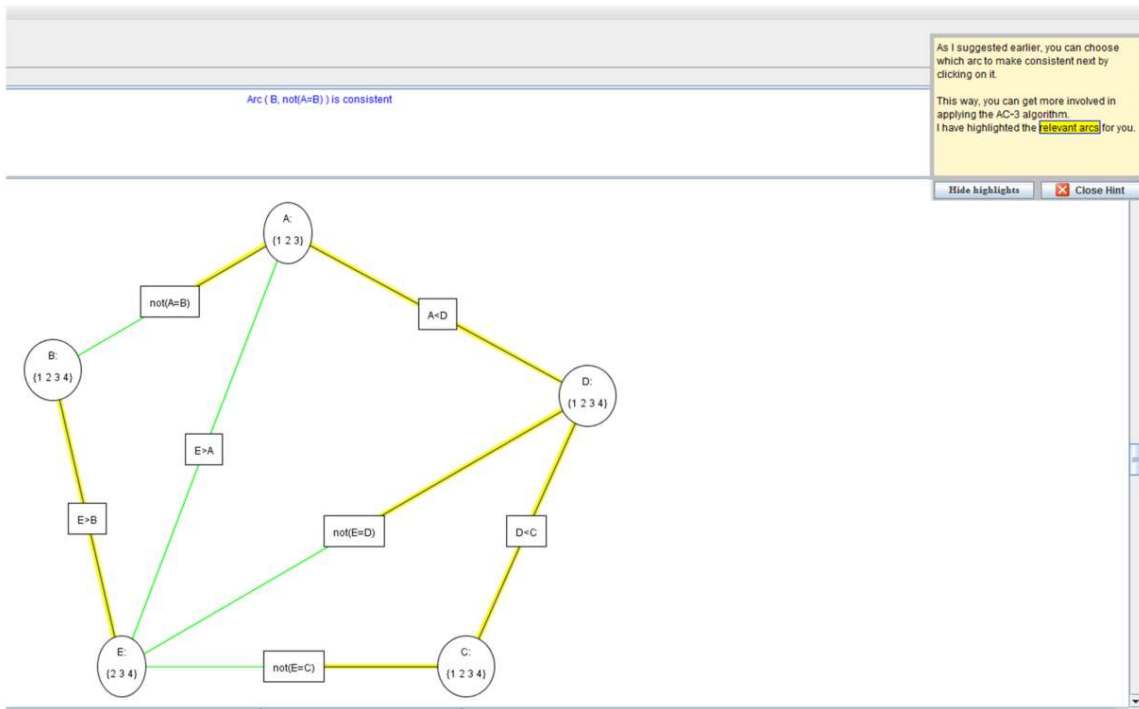 As I suggested earlier, you can choose
which arc to make consistent next by
clicking on it.
This way, you can get more involved in
applying the AC-3 algorithm.
I have highlighted the relevant arcs for you.
Hide highlights
Close Hint
Arc ( B, not(A=B) ) is consistent
A:
{1 2 3}
not(A=B)
A<D
B:
{1 2 3 4}
D:
{1 2 3 4}
E>A
E>B
not(E=D)
D<C
E:
{2 3 4}
not(E=C)
C:
{1 2 3 4}